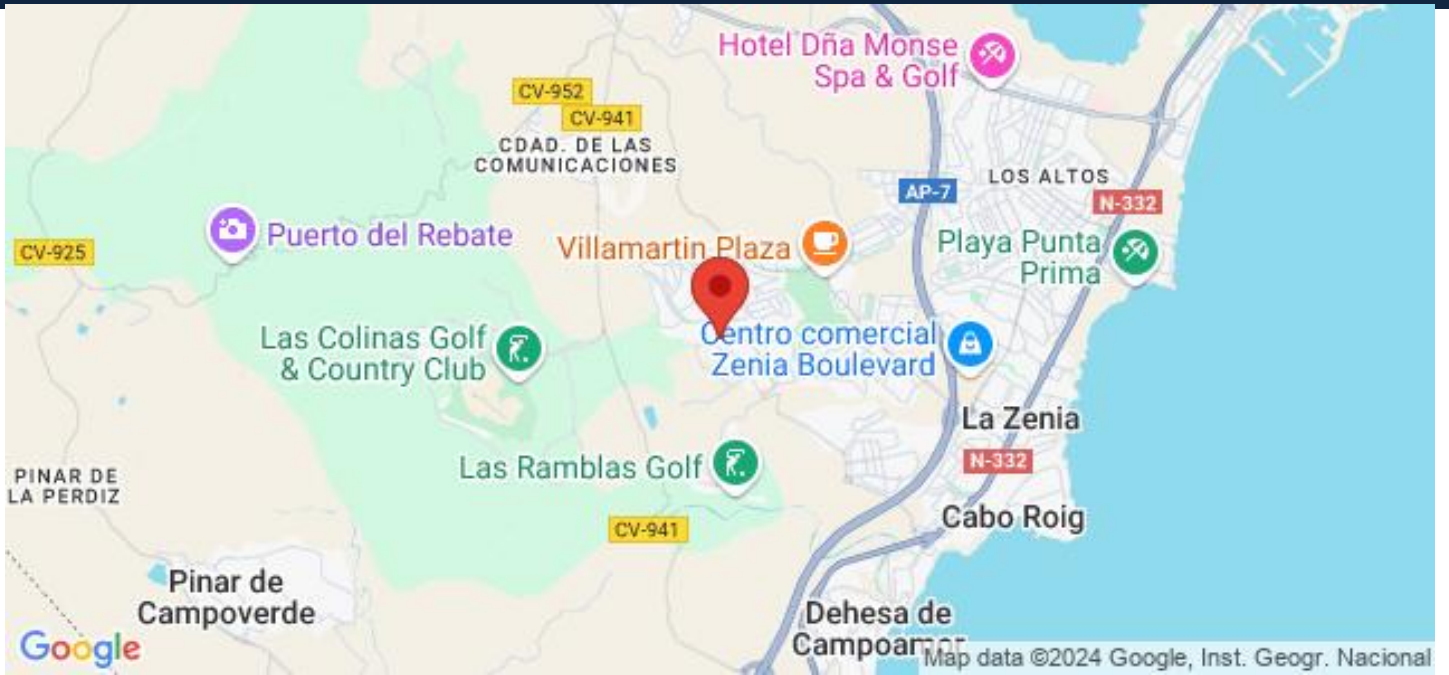 Hotel Dña Monse
Spa & Golf
CV-952
CV-941
CDAD. DE LAS
COMUNICACIONES
LOS ALTOS
AP-7
N-332
Puerto del Rebate
Villamartin Plaza
CV-925
Playa Punta
Prima
Las Colinas Golf
& Country Club
Centro comercial
Zenia Boulevard
La Zenia
N-332
Las Ramblas Golf
PINAR DE
LA PERDIZ
Cabo Roig
CV-941
Pinar de
Campoverde
Dehesa de
Campoamor
Google
Map data ©2024 Google, Inst. Geogr. Nacional